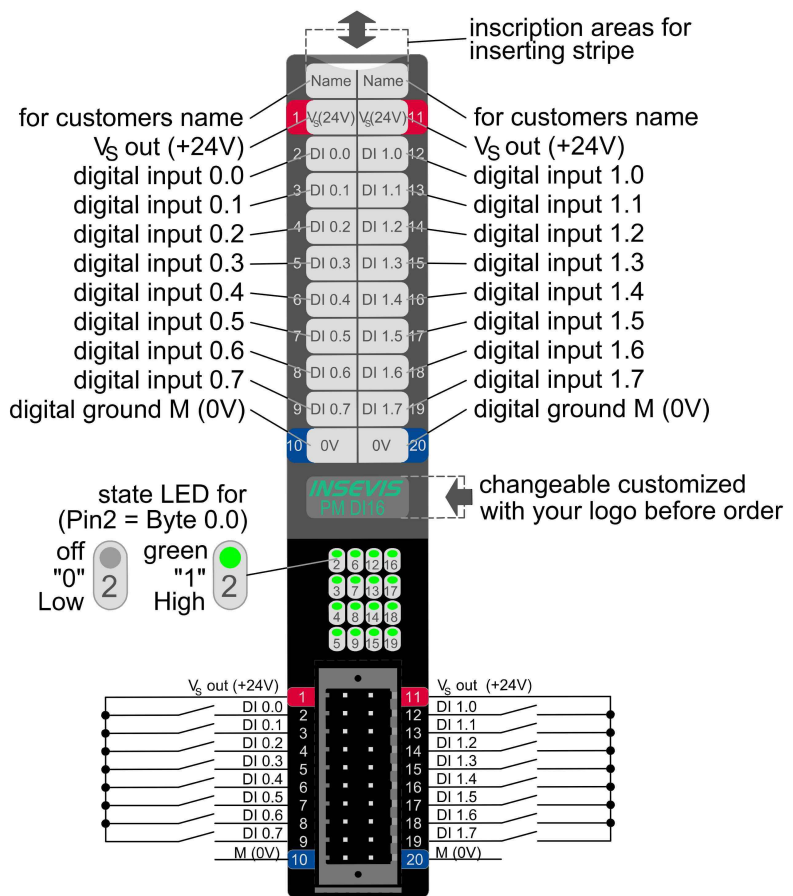 inscription areas for
inserting stripe
Name Name
for customers name for customers name
1 Vs(24V) Vs(24V) 11
Vs out (+24V) Vs out (+24V)
2 DI 0.0 DI 1.0 12
digital input 0.0 digital input 1.0
3 DI 0.1 DI 1.1 13
digital input 0.1 digital input 1.1
4 DI 0.2 DI 1.2 14
digital input 0.2 digital input 1.2
5 DI 0.3 DI 1.3 15
digital input 0.3 digital input 1.3
6 DI 0.4 DI 1.4 16
digital input 0.4 digital input 1.4
7 DI 0.5 DI 1.5 17
digital input 0.5 digital input 1.5
8 DI 0.6 DI 1.6 18
digital input 0.6 digital input 1.6
9 DI 0.7 DI 1.7 19
digital input 0.7 digital input 1.7
digital ground M (0V) digital ground M (0V)
10 0V 0V 20
INSEVIS
PM DI16
changeable customized
with your logo before order
state LED for
(Pin2 = Byte 0.0)
off green
"0" 2 "1" 2
Low High
2 6 12 16
3 7 13 17
4 8 14 18
5 9 15 19
Vs out (+24V) 1 11 Vs out (+24V)
DI 0.0 2 12 DI 1.0
DI 0.1 3 13 DI 1.1
DI 0.2 4 14 DI 1.2
DI 0.3 5 15 DI 1.3
DI 0.4 6 16 DI 1.4
DI 0.5 7 17 DI 1.5
DI 0.6 8 18 DI 1.6
DI 0.7 9 19 DI 1.7
M (0V) 10 20 M (0V)